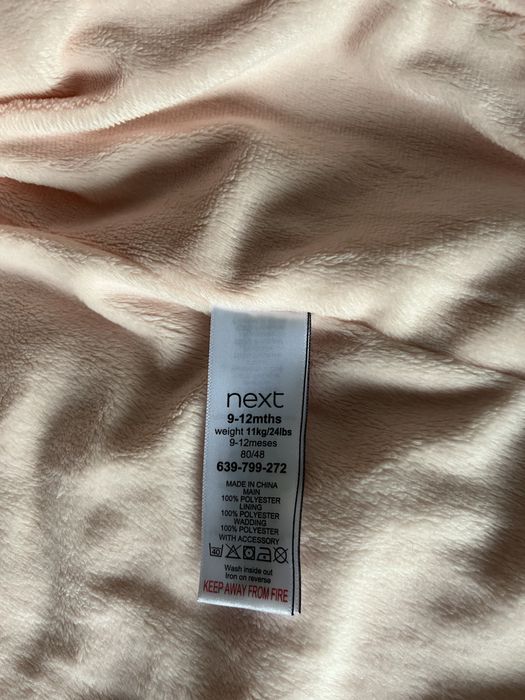 next
9-12mths
weight 11kg/24lbs
9-12meses
80/48
639-799-272
MADE IN CHINA
MAIN
100% POLYESTER
LINING
100% POLYESTER
WADDING
100% POLYESTER
WITH ACCESSORY
40
Wash inside out
Iron on reverse
KEEP AWAY FROM FIRE